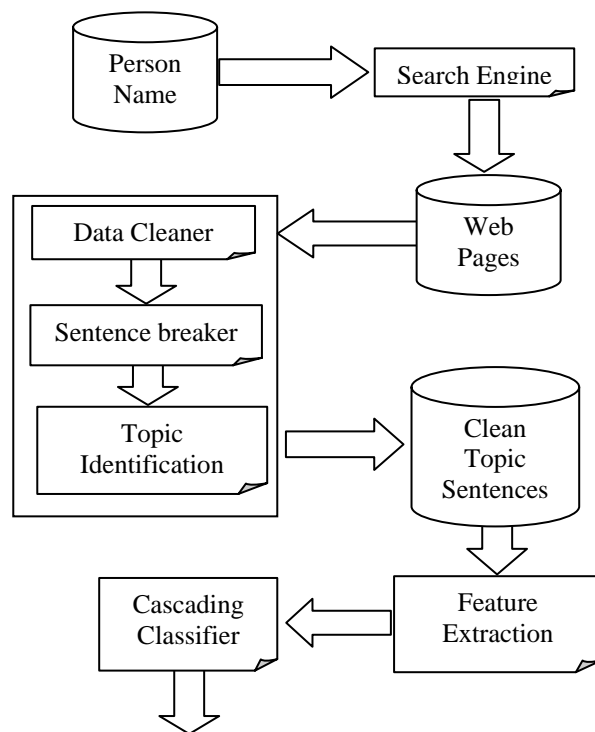 Person
Name
Search Engine
Web
Pages
Data Cleaner
Sentence breaker
Topic
Identification
Clean
Topic
Sentences
Feature
Extraction
Cascading
Classifier